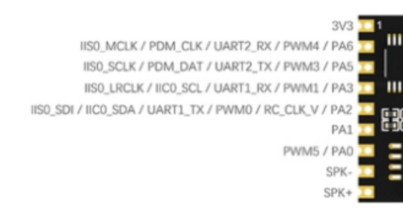 3V3 1
IIS0_MCLK / PDM_CLK / UART2_RX / PWM4 / PA6
IIS0_SCLK / PDM_DAT / UART2_TX / PWM3 / PA5
IIS0_LRCLK / IIC0_SCL / UART1_RX / PWM1 / PA3
IIS0_SDI / IIC0_SDA / UART1_TX / PWM0 / RC_CLK_V / PA2
PA1
PWM5 / PA0
SPK-
SPK+